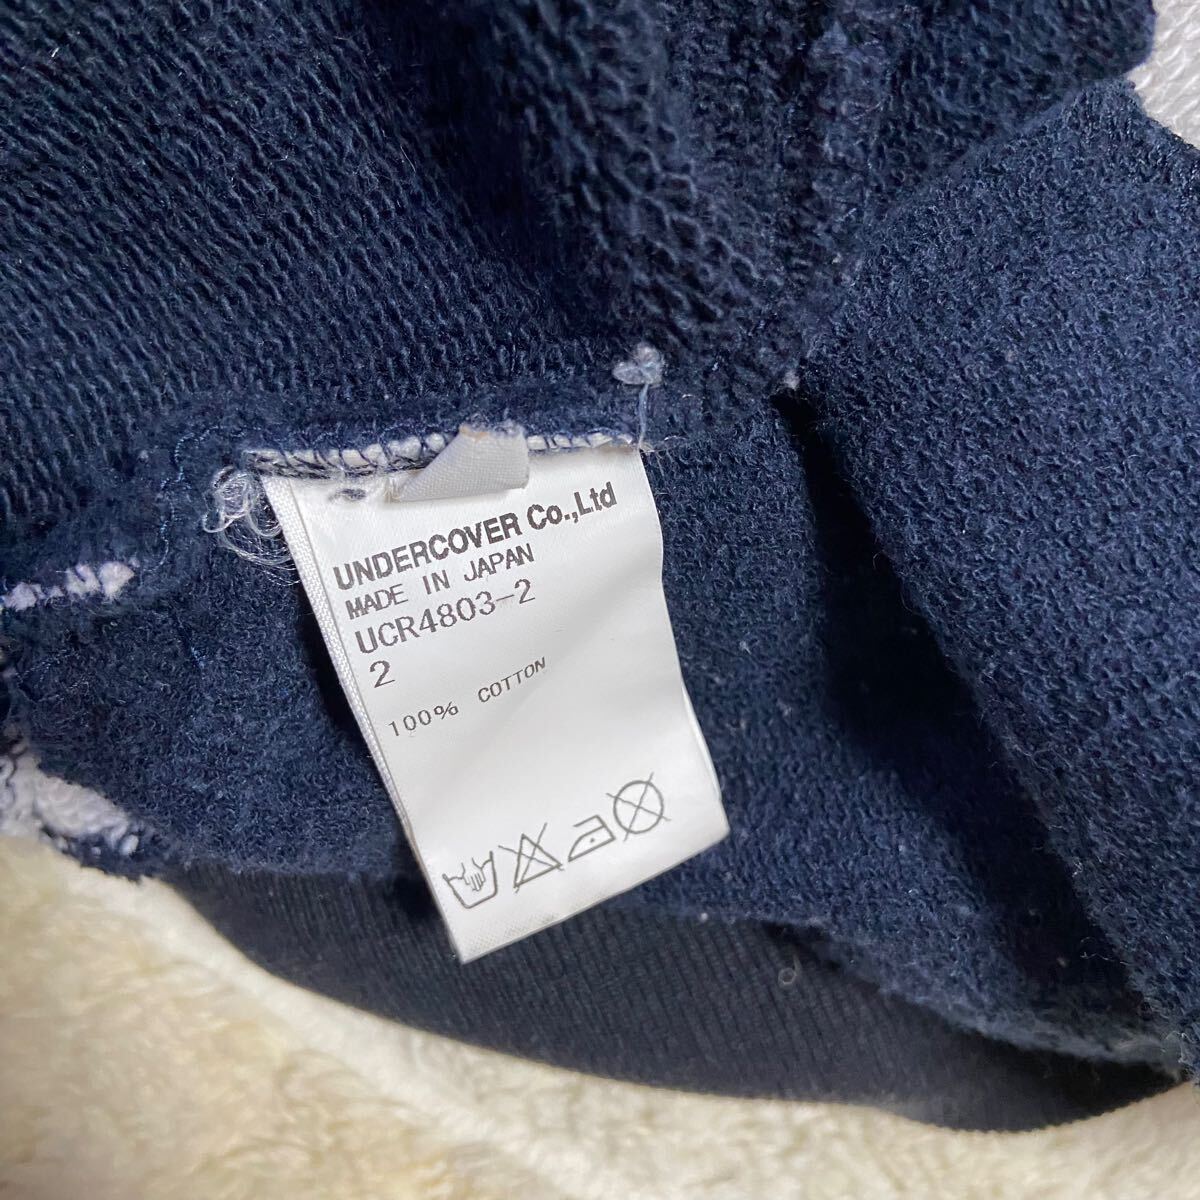 UNDERCOVER Co.,Ltd
MADE IN JAPAN
UCR4803-2
2
100% COTTON